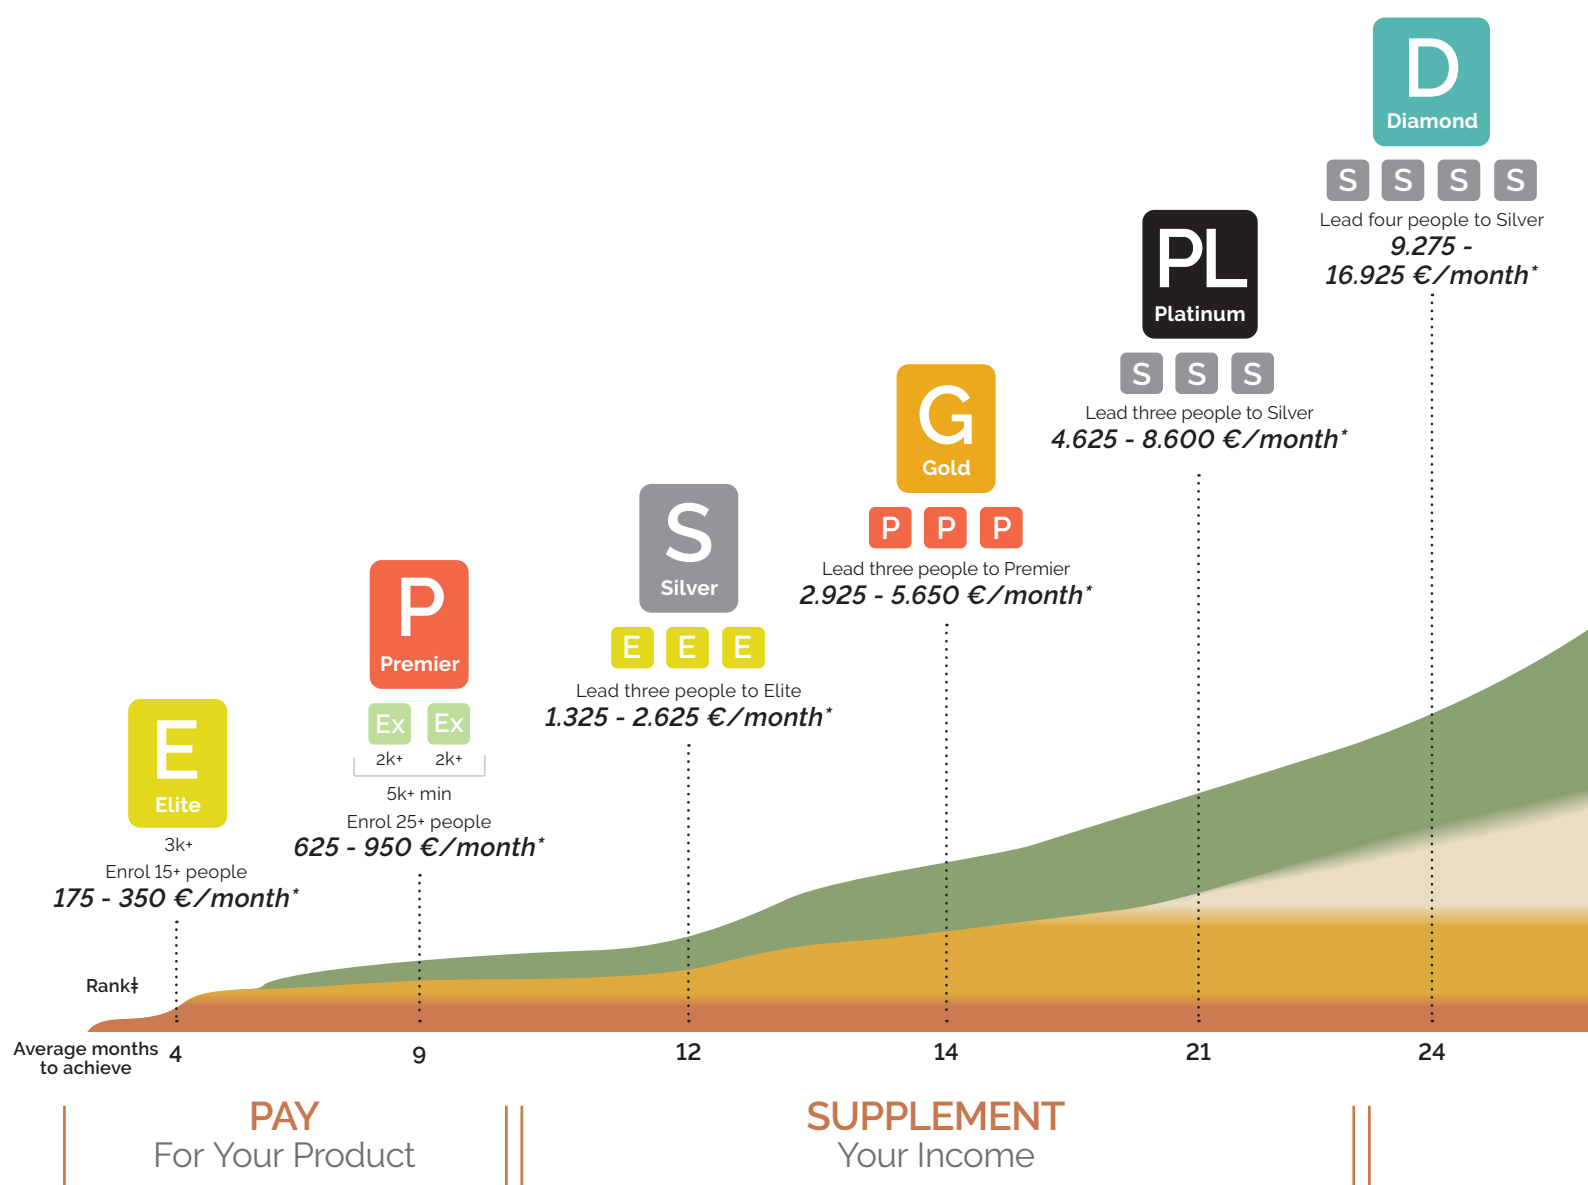 D
Diamond
S S S S
Lead four people to Silver
9.275 -
16.925 €/month*
PL
Platinum
S S S
Lead three people to Silver
4.625 - 8.600 €/month*
G
Gold
P P P
Lead three people to Premier
2.925 - 5.650 €/month*
S
Silver
E E E
Lead three people to Elite
1.325 - 2.625 €/month*
P
Premier
Ex Ex
2k+ 2k+
5k+ min
Enrol 25+ people
625 - 950 €/month*
E
Elite
3k+
Enrol 15+ people
175 - 350 €/month*
Rank‡
Average months
to achieve
4 9 12 14 21 24
PAY
For Your Product
SUPPLEMENT
Your Income